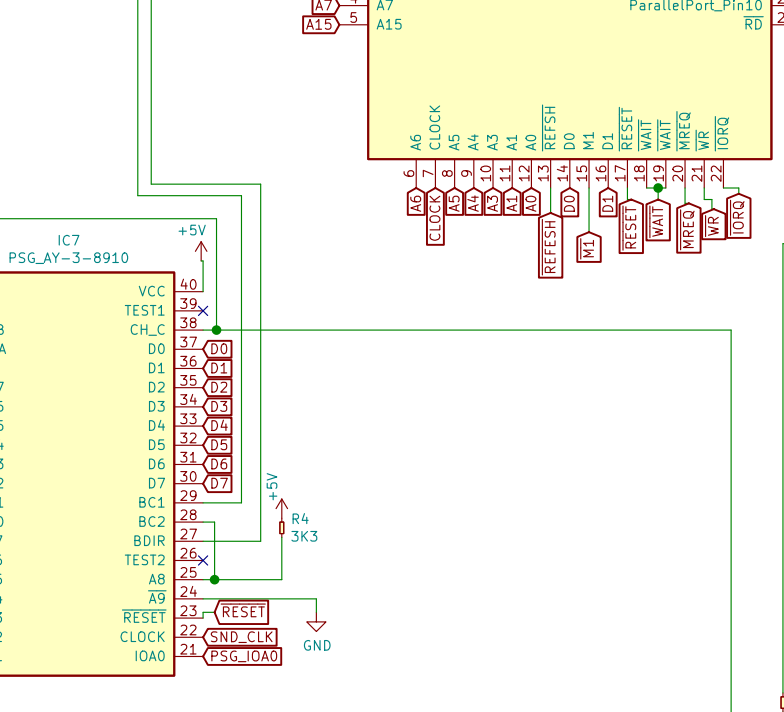 A7 4 A7 ParallelPort_Pin10
A15 5 A15 RD
A6 CLOCK A5 A4 A3 A1 A0 REFSH D0 M1 D1 RESET WAIT WAIT MREQ WR IORQ
6 7 8 9 10 11 12 13 14 15 16 17 18 19 20 21 22
A6 CLOCK A5 A4 A3 A1 A0 REFESH D0 M1 D1 RESET WAIT MREQ WR IORQ
IC7
PSG_AY-3-8910
+5V
VCC 40
TEST1 39
CH_C 38
D0 37 D0
D1 36 D1
D2 35 D2
D3 34 D3
D4 33 D4
D5 32 D5
D6 31 D6
D7 30 D7
BC1 29
BC2 28
BDIR 27
TEST2 26
A8 25
A9 24
RESET 23 RESET
CLOCK 22 SND_CLK
IOA0 21 PSG_IOA0
+5V
R4
3K3
GND